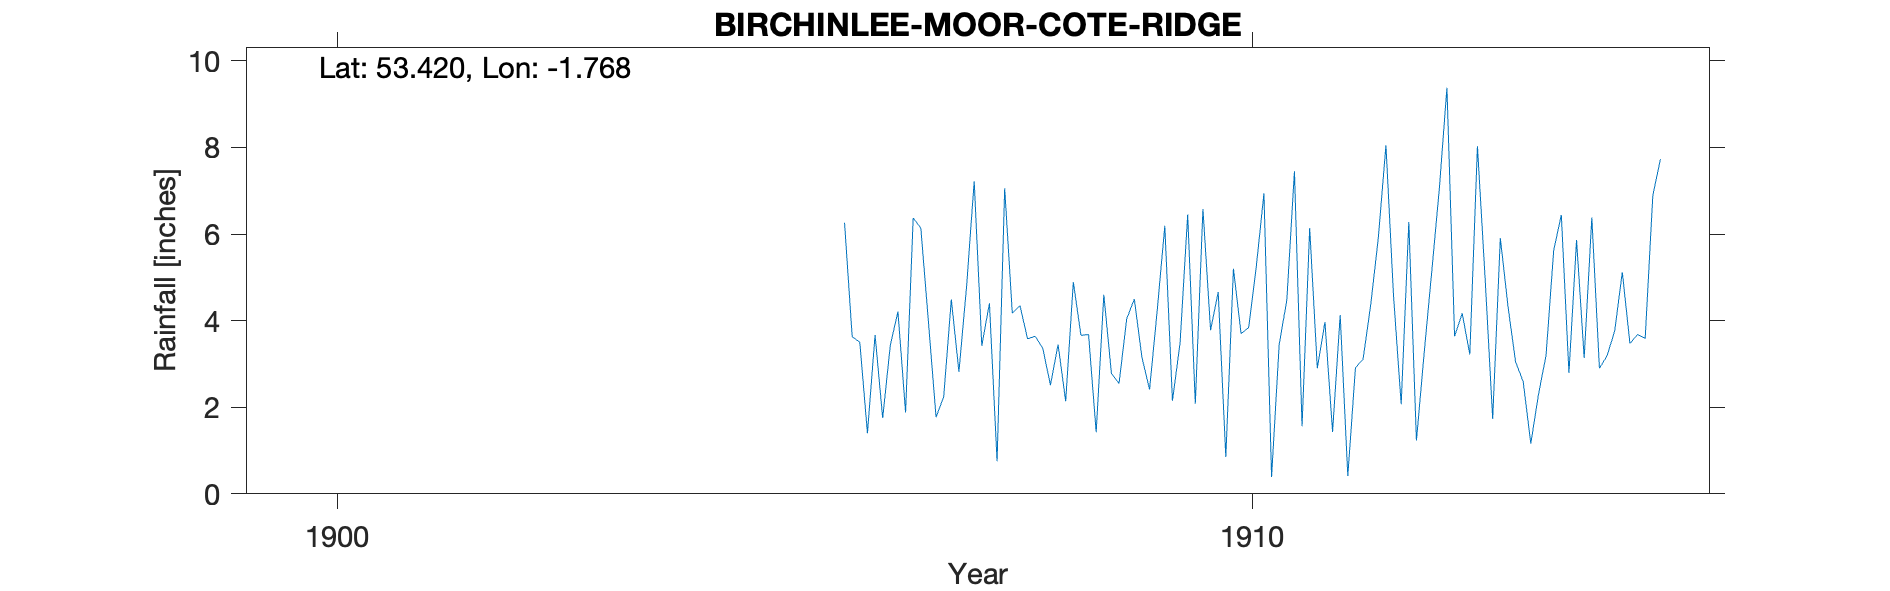 BIRCHINLEE-MOOR-COTE-RIDGE
Lat: 53.420, Lon: -1.768
10
8
6
4
2
0
Rainfall [inches]
1900 1910
Year